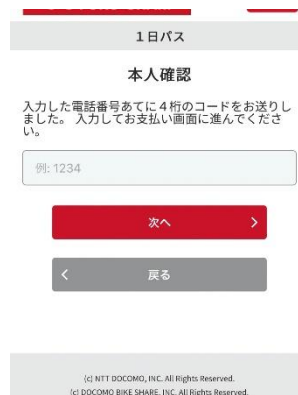 1日パス
本人確認
入力した電話番号あてに4桁のコードをお送りし
ました。 入力してお支払い画面に進んでくださ
い。
例: 1234
次へ
戻る
(c) NTT DOCOMO, INC. All Rights Reserved.
(c) DOCOMO BIKE SHARE, INC. All Rights Reserved.